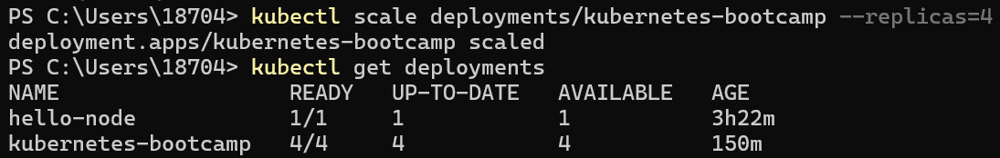 PS C:\Users\18704> kubectl scale deployments/kubernetes-bootcamp --replicas=4
deployment.apps/kubernetes-bootcamp scaled
PS C:\Users\18704> kubectl get deployments
NAME                  READY   UP-TO-DATE   AVAILABLE   AGE
hello-node            1/1     1            1           3h22m
kubernetes-bootcamp   4/4     4            4           150m